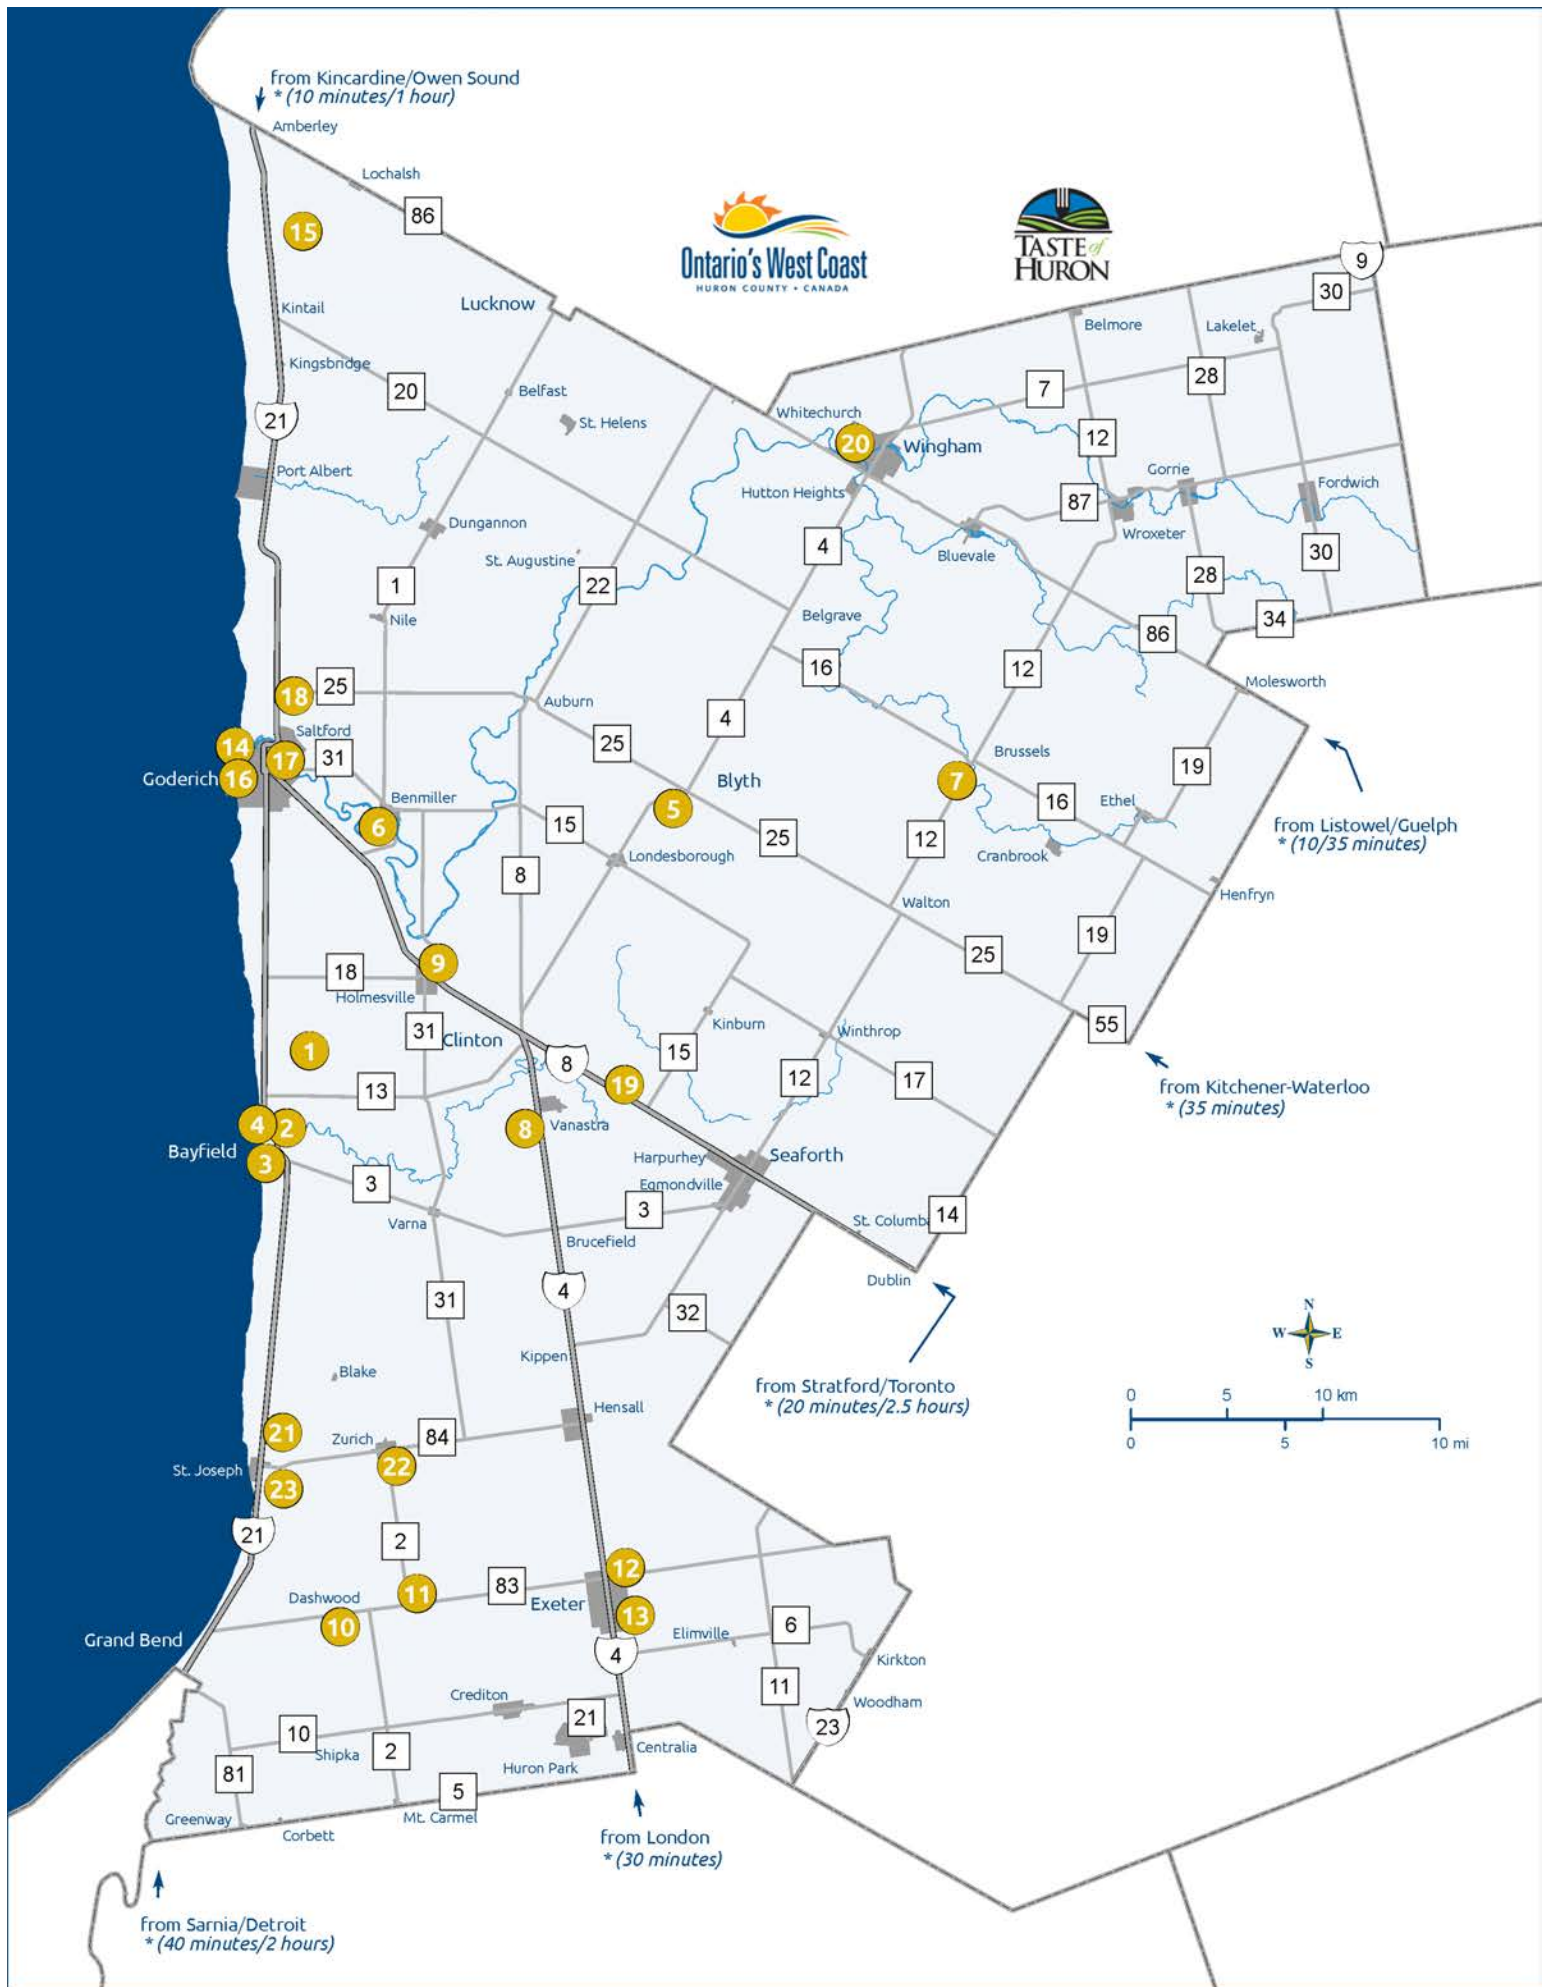 from Kincardine/Owen Sound
* (10 minutes/1 hour)
Amberley
Lochalsh
86
15
Ontario's West Coast
HURON COUNTY • CANADA
TASTE of
HURON
9
30
Kintail
Lucknow
Belmore
Lakelet
Kingsbridge
20
Belfast
7
28
21
St. Helens
Whitechurch
20
Wingham
12
Port Albert
Hutton Heights
Gorrie
Fordwich
87
Dungannon
Wroxeter
4
Bluevale
30
St. Augustine
1
22
28
Nile
Belgrave
34
86
16
12
Molesworth
18
25
Auburn
4
Saltford
25
14
17
31
Brussels
19
Goderich
16
Blyth
7
Benmiller
5
16
Ethel
6
15
25
12
from Listowel/Guelph
* (10/35 minutes)
Londesborough
Cranbrook
8
Henfryn
Walton
19
25
9
18
Holmesville
Kinburn
55
31
Clinton
Winthrop
1
15
8
12
17
19
from Kitchener-Waterloo
* (35 minutes)
13
4
2
8
Vanastra
Bayfield
3
Harpurhey
Seaforth
3
Egmondville
3
14
Varna
St. Columb
Brucefield
Dublin
4
31
32
N
W
E
S
Kippen
Blake
from Stratford/Toronto
* (20 minutes/2.5 hours)
0
5
10 km
0
5
10 mi
Hensall
21
Zurich
84
St. Joseph
22
23
21
2
12
11
83
Dashwood
Exeter
10
13
Grand Bend
Elimville
6
4
Kirkton
11
Crediton
Woodham
21
23
10
Shipka
2
Centralia
81
Huron Park
5
Greenway
Mt. Carmel
Corbett
from London
* (30 minutes)
from Sarnia/Detroit
* (40 minutes/2 hours)